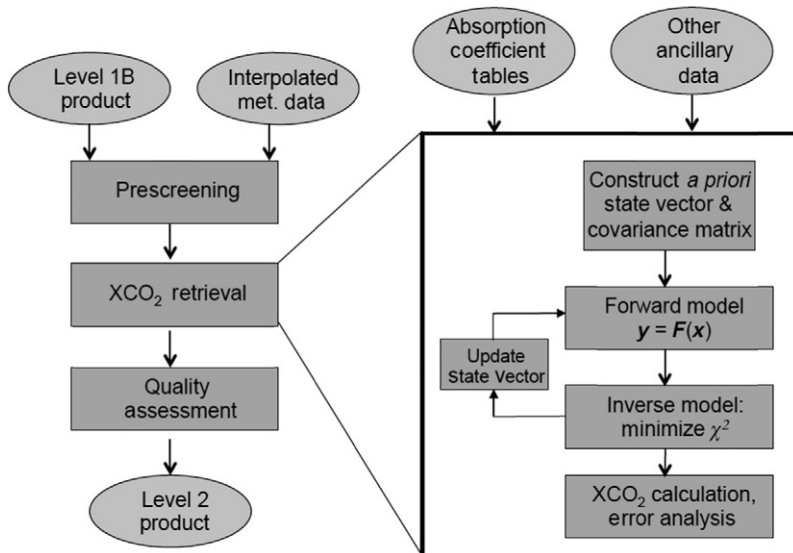 Level 1B
product
Interpolated
met. data
Prescreening
XCO₂ retrieval
Quality
assessment
Level 2
product
Absorption
coefficient
tables
Other
ancillary
data
Construct a priori
state vector &
covariance matrix
Forward model
y = F(x)
Update
State Vector
Inverse model:
minimize χ²
XCO₂ calculation,
error analysis